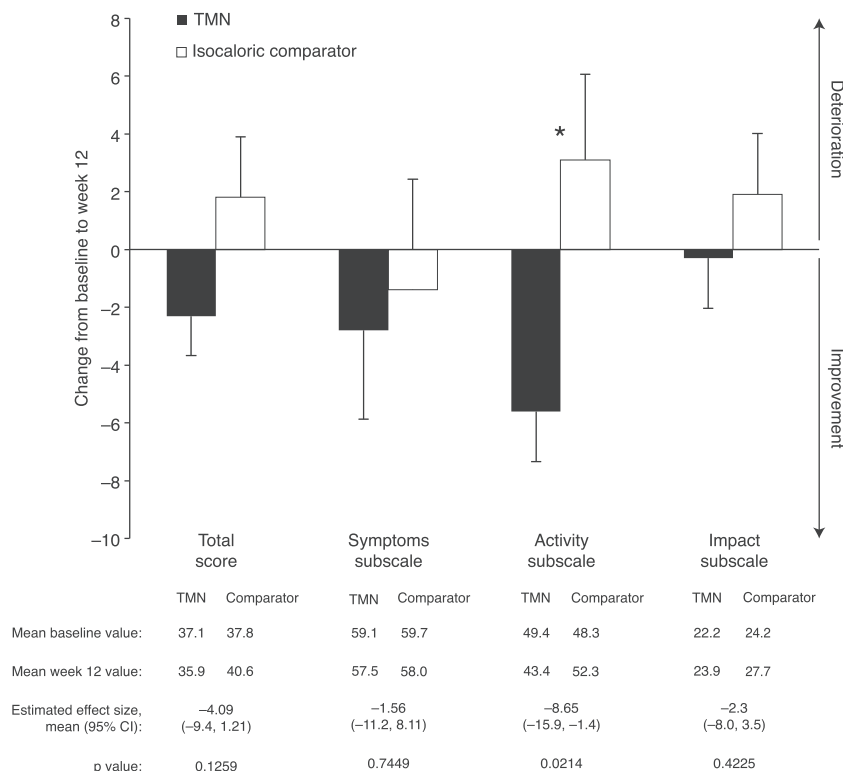 TMN
Isocaloric comparator
8
6
4
2
0
−2
−4
−6
−8
−10
Change from baseline to week 12
Deterioration
Improvement
*
Total score
Symptoms subscale
Activity subscale
Impact subscale
TMN Comparator TMN Comparator TMN Comparator TMN Comparator
Mean baseline value: 37.1 37.8 59.1 59.7 49.4 48.3 22.2 24.2
Mean week 12 value: 35.9 40.6 57.5 58.0 43.4 52.3 23.9 27.7
Estimated effect size, −4.09 −1.56 −8.65 −2.3
mean (95% CI): (−9.4, 1.21) (−11.2, 8.11) (−15.9, −1.4) (−8.0, 3.5)
p value: 0.1259 0.7449 0.0214 0.4225